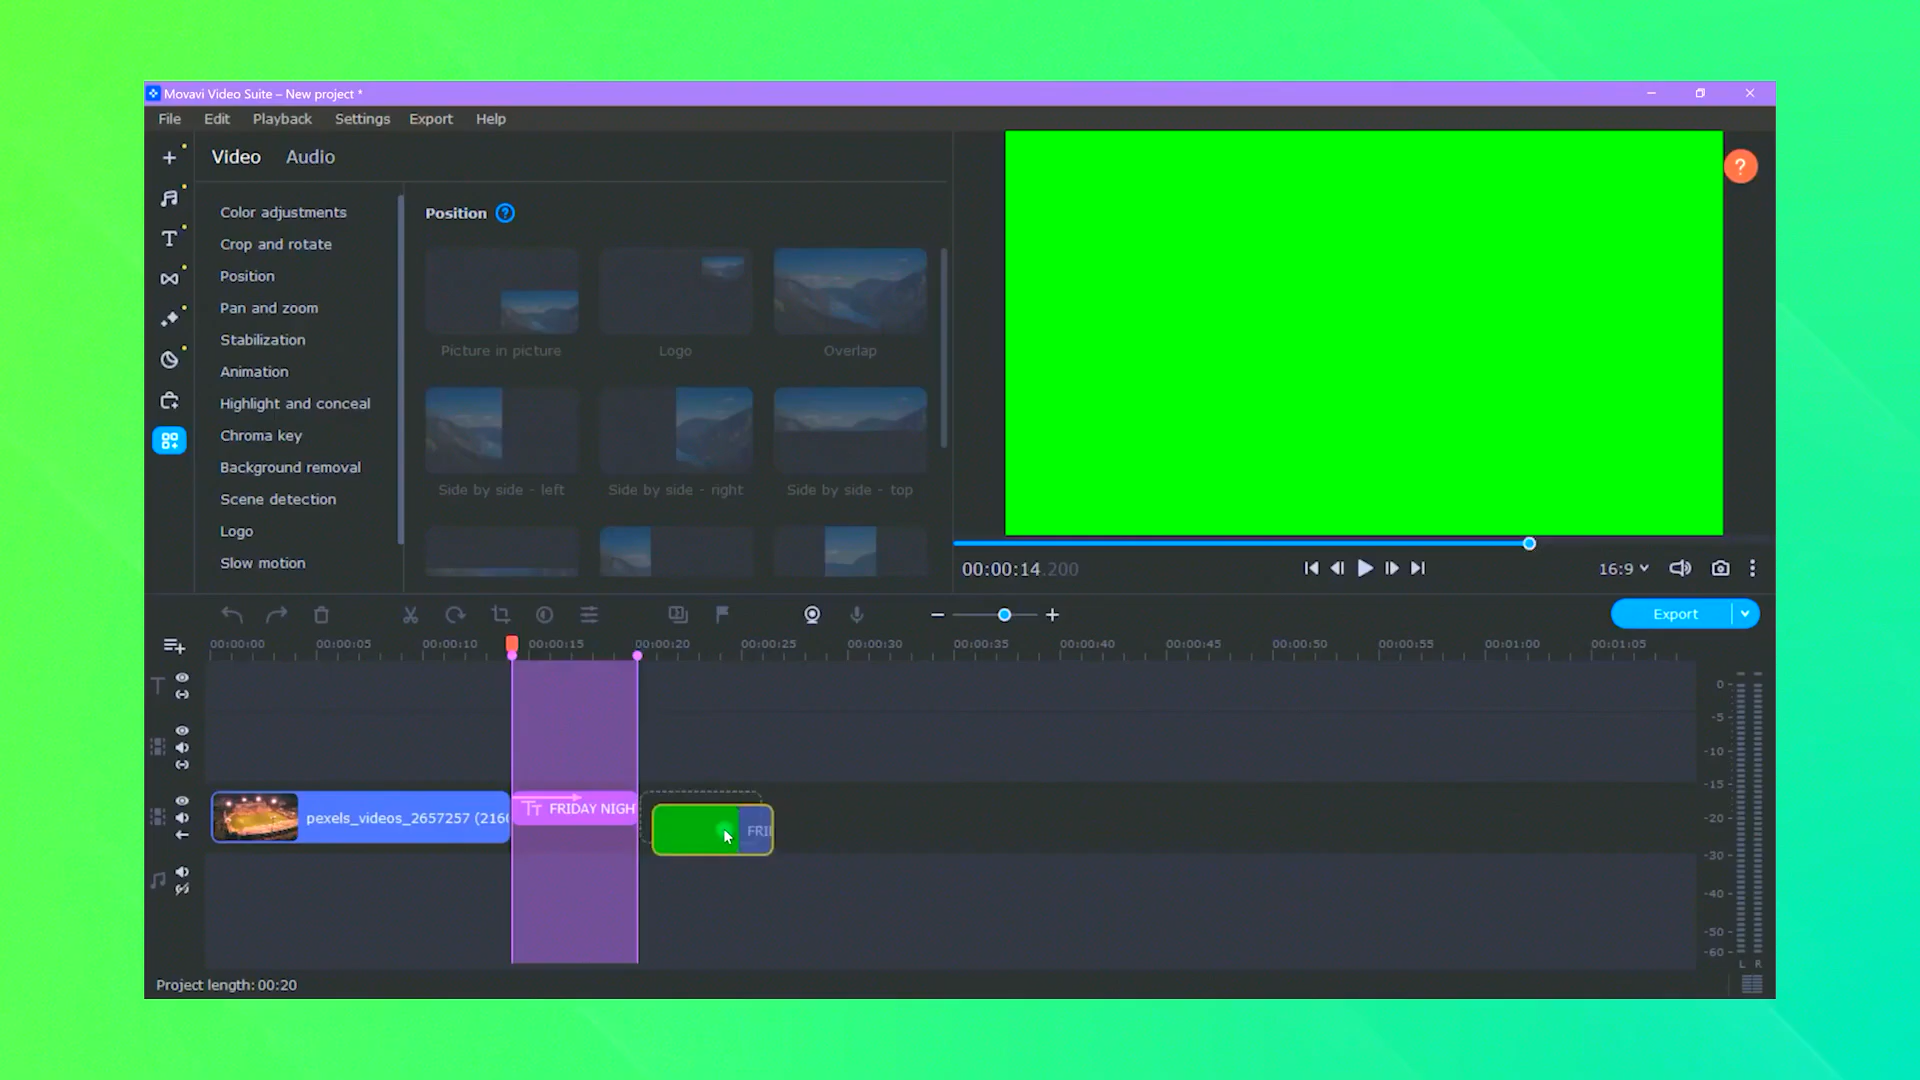 Movavi Video Suite – New project *
File Edit Playback Settings Export Help
Video Audio
Color adjustments
Crop and rotate
Position
Pan and zoom
Stabilization
Animation
Highlight and conceal
Chroma key
Background removal
Scene detection
Logo
Slow motion
Position ?
Picture in picture Logo Overlap
Side by side - left Side by side - right Side by side - top
?
00:00:14.200
16:9
Export
00:00:00 00:00:05 00:00:10 00:00:15 00:00:20 00:00:25 00:00:30 00:00:35 00:00:40 00:00:45 00:00:50 00:00:55 00:01:00 00:01:05
pexels_videos_2657257 (216
Tт FRIDAY NIGH
FRI
0
-5
-10
-15
-20
-30
-40
-50
-60
L R
Project length: 00:20